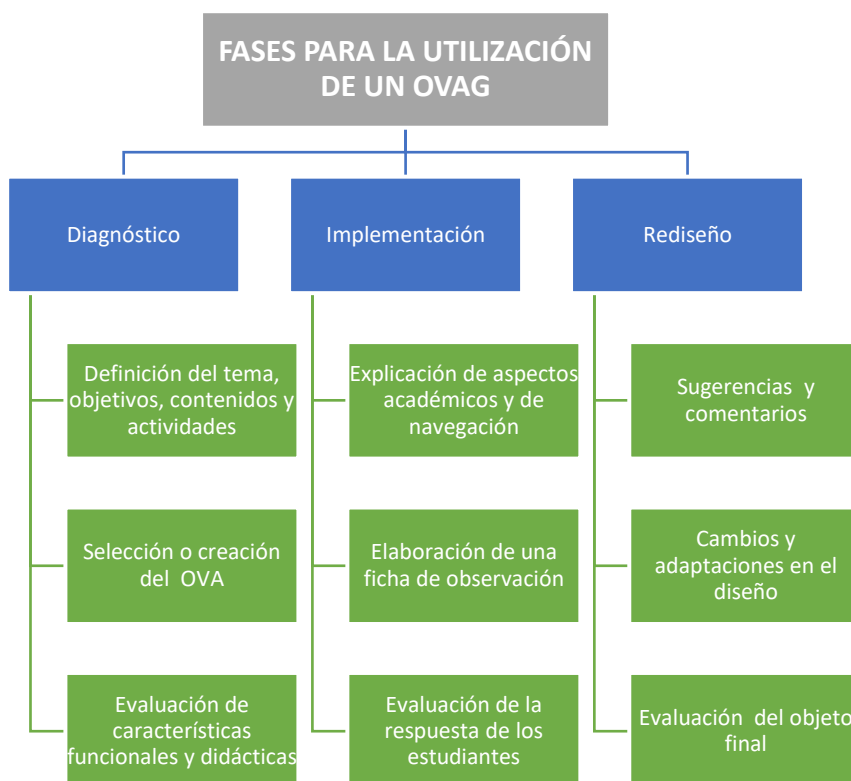 FASES PARA LA UTILIZACIÓN
DE UN OVAG
Diagnóstico
Implementación
Rediseño
Definición del tema,
objetivos, contenidos y
actividades
Selección o creación
del OVA
Evaluación de
características
funcionales y didácticas
Explicación de aspectos
académicos y de
navegación
Elaboración de una
ficha de observación
Evaluación de la
respuesta de los
estudiantes
Sugerencias y
comentarios
Cambios y
adaptaciones en el
diseño
Evaluación del objeto
final